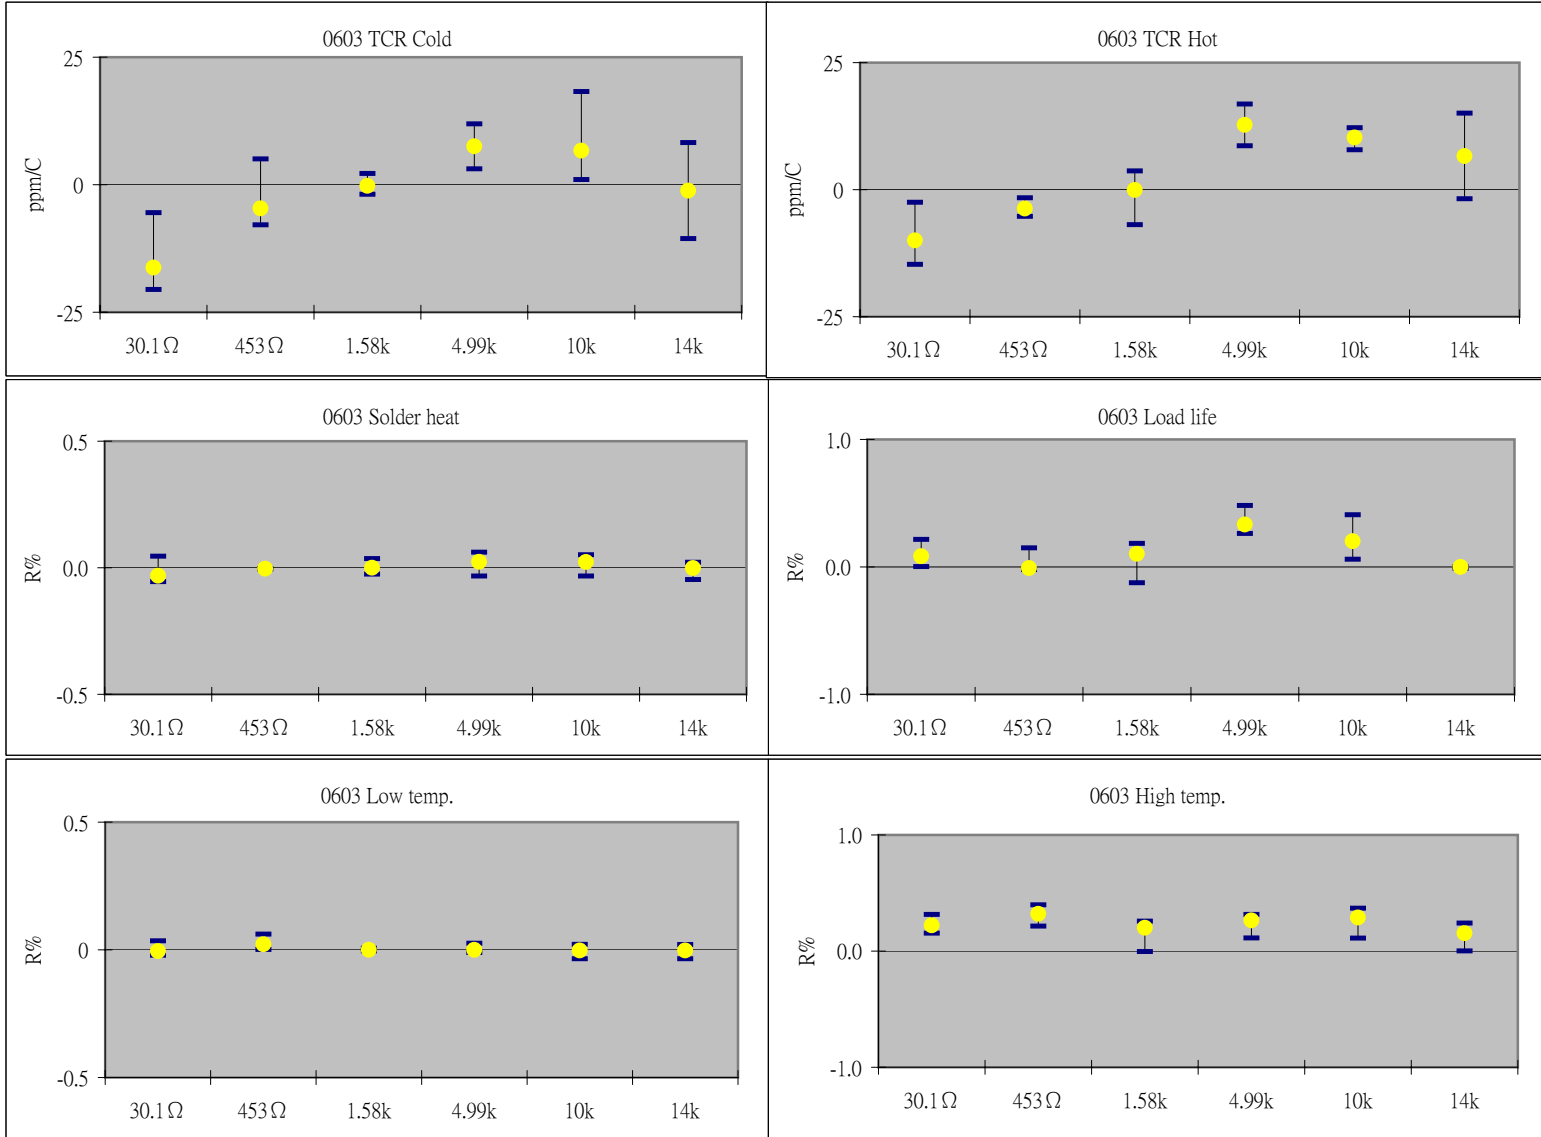 0603 TCR Cold
25
0
-25
ppm/C
30.1Ω 453Ω 1.58k 4.99k 10k 14k
0603 TCR Hot
25
0
-25
ppm/C
30.1Ω 453Ω 1.58k 4.99k 10k 14k
0603 Solder heat
0.5
0.0
-0.5
R%
30.1Ω 453Ω 1.58k 4.99k 10k 14k
0603 Load life
1.0
0.0
-1.0
R%
30.1Ω 453Ω 1.58k 4.99k 10k 14k
0603 Low temp.
0.5
0
-0.5
R%
30.1Ω 453Ω 1.58k 4.99k 10k 14k
0603 High temp.
1.0
0.0
-1.0
R%
30.1Ω 453Ω 1.58k 4.99k 10k 14k